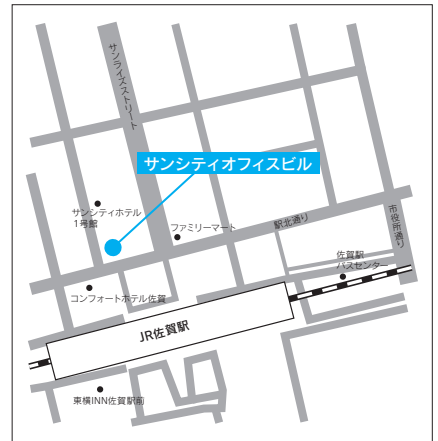 サンライズストリート
サンシティオフィスビル
サンシティホテル
1号館
ファミリーマート
駅北通り
市役所通り
佐賀駅
バスセンター
コンフォートホテル佐賀
JR佐賀駅
東横INN佐賀駅前